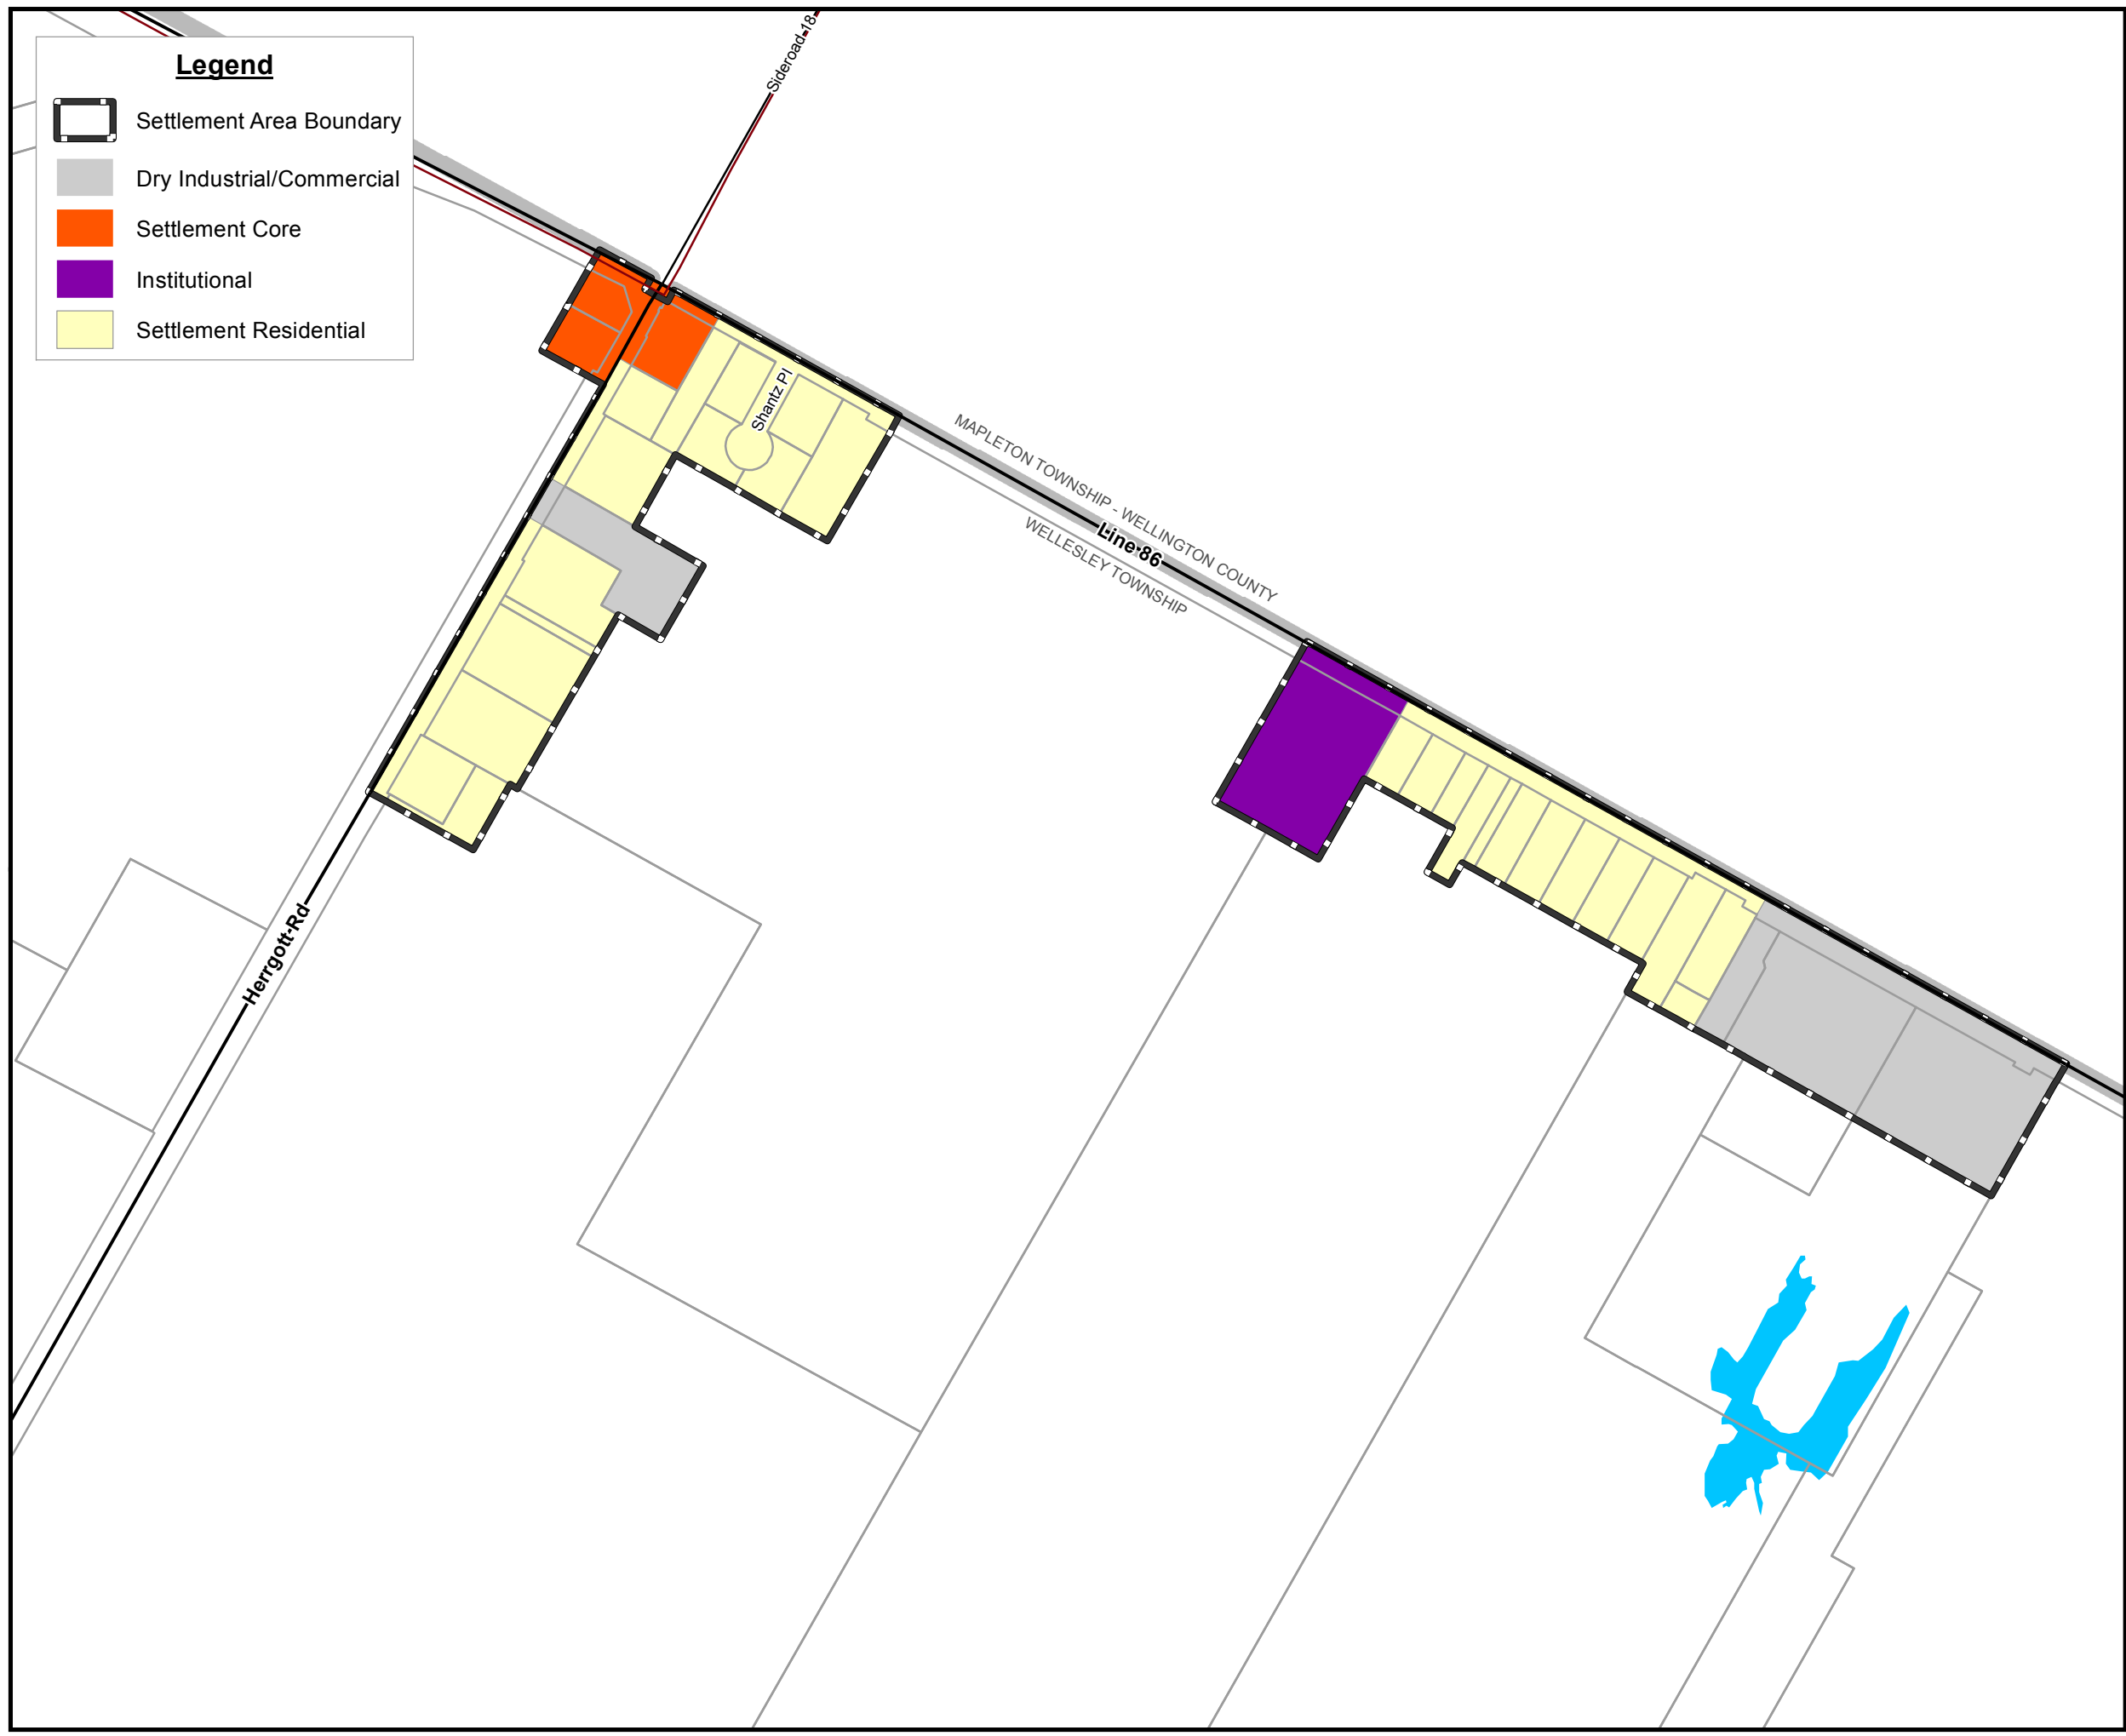 Legend
Settlement Area Boundary
Dry Industrial/Commercial
Settlement Core
Institutional
Settlement Residential
Sideroad 18
Shantz Pl
MAPLETON TOWNSHIP - WELLINGTON COUNTY
Line 86
WELLESLEY TOWNSHIP
Herrgott Rd